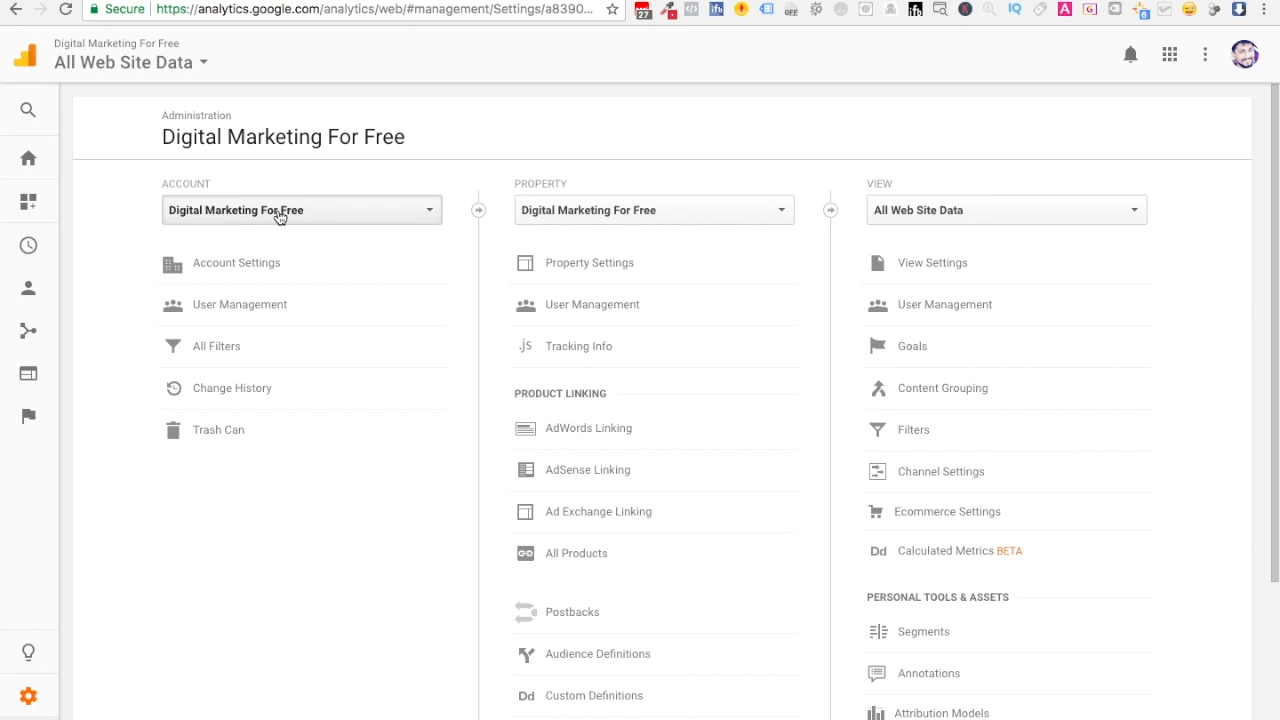 Secure
https://analytics.google.com/analytics/web/#management/Settings/a8390...
27
OFF
IQ
A
G
6
Digital Marketing For Free
All Web Site Data
Administration
Digital Marketing For Free
ACCOUNT
Digital Marketing For Free
Account Settings
User Management
All Filters
Change History
Trash Can
PROPERTY
Digital Marketing For Free
Property Settings
User Management
.js Tracking Info
PRODUCT LINKING
AdWords Linking
AdSense Linking
Ad Exchange Linking
All Products
Postbacks
Audience Definitions
Dd Custom Definitions
VIEW
All Web Site Data
View Settings
User Management
Goals
Content Grouping
Filters
Channel Settings
Ecommerce Settings
Dd Calculated Metrics BETA
PERSONAL TOOLS & ASSETS
Segments
Annotations
Attribution Models